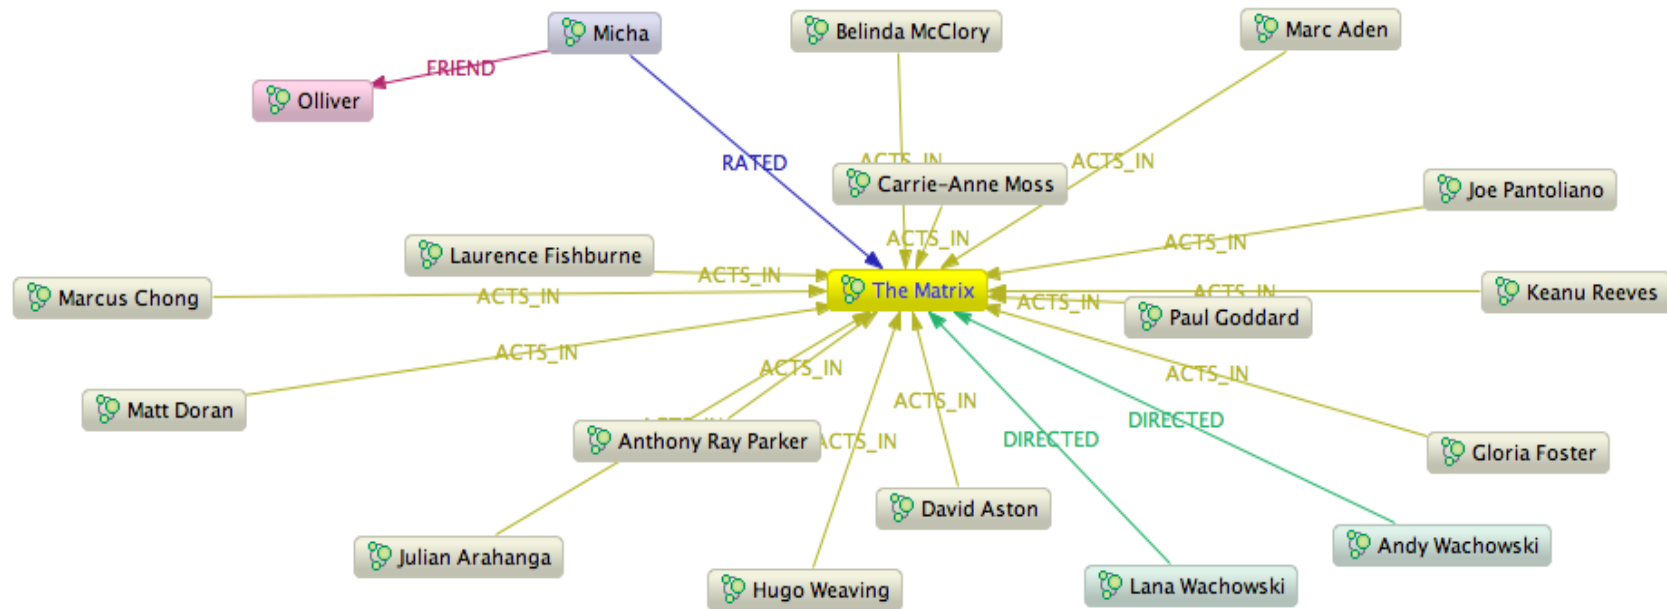 Micha
Belinda McClory
Marc Aden
FRIEND
Olliver
RATED
ACTS_IN
ACTS_IN
Carrie-Anne Moss
Joe Pantoliano
ACTS_IN
ACTS_IN
Laurence Fishburne
ACTS_IN
The Matrix
Marcus Chong
ACTS_IN
ACTS_IN
Keanu Reeves
ACTS_IN
Paul Goddard
ACTS_IN
ACTS_IN
ACTS_IN
Matt Doran
ACTS_IN
DIRECTED
ACTS_IN
Anthony Ray Parker
ACTS_IN
DIRECTED
Gloria Foster
David Aston
Julian Arahanga
Andy Wachowski
Hugo Weaving
Lana Wachowski